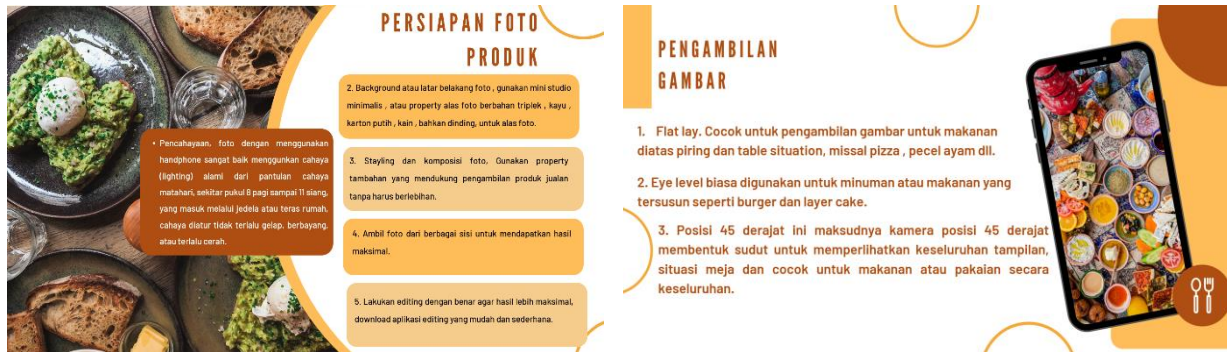 PERSIAPAN FOTO
PRODUK
• Pencahayaan, foto dengan menggunakan
handphone sangat baik menggunkan cahaya
(lighting) alami dari pantulan cahaya
matahari, sekitar pukul 8 pagi sampai 11 siang,
yang masuk melalui jedela atau teras rumah,
cahaya diatur tidak terlalu gelap, berbayang,
atau terlalu cerah.
2. Background atau latar belakang foto , gunakan mini studio
minimalis , atau property alas foto berbahan triplek , kayu ,
karton putih , kain , bahkan dinding, untuk alas foto.
3. Stayling dan komposisi foto, Gunakan property
tambahan yang mendukung pengambilan produk jualan
tanpa harus berlebihan.
4. Ambil foto dari berbagai sisi untuk mendapatkan hasil
maksimal.
5. Lakukan editing dengan benar agar hasil lebih maksimal,
download aplikasi editing yang mudah dan sederhana.
PENGAMBILAN
GAMBAR
1. Flat lay. Cocok untuk pengambilan gambar untuk makanan
diatas piring dan table situation, missal pizza , pecel ayam dll.
2. Eye level biasa digunakan untuk minuman atau makanan yang
tersusun seperti burger dan layer cake.
3. Posisi 45 derajat ini maksudnya kamera posisi 45 derajat
membentuk sudut untuk memperlihatkan keseluruhan tampilan,
situasi meja dan cocok untuk makanan atau pakaian secara
keseluruhan.